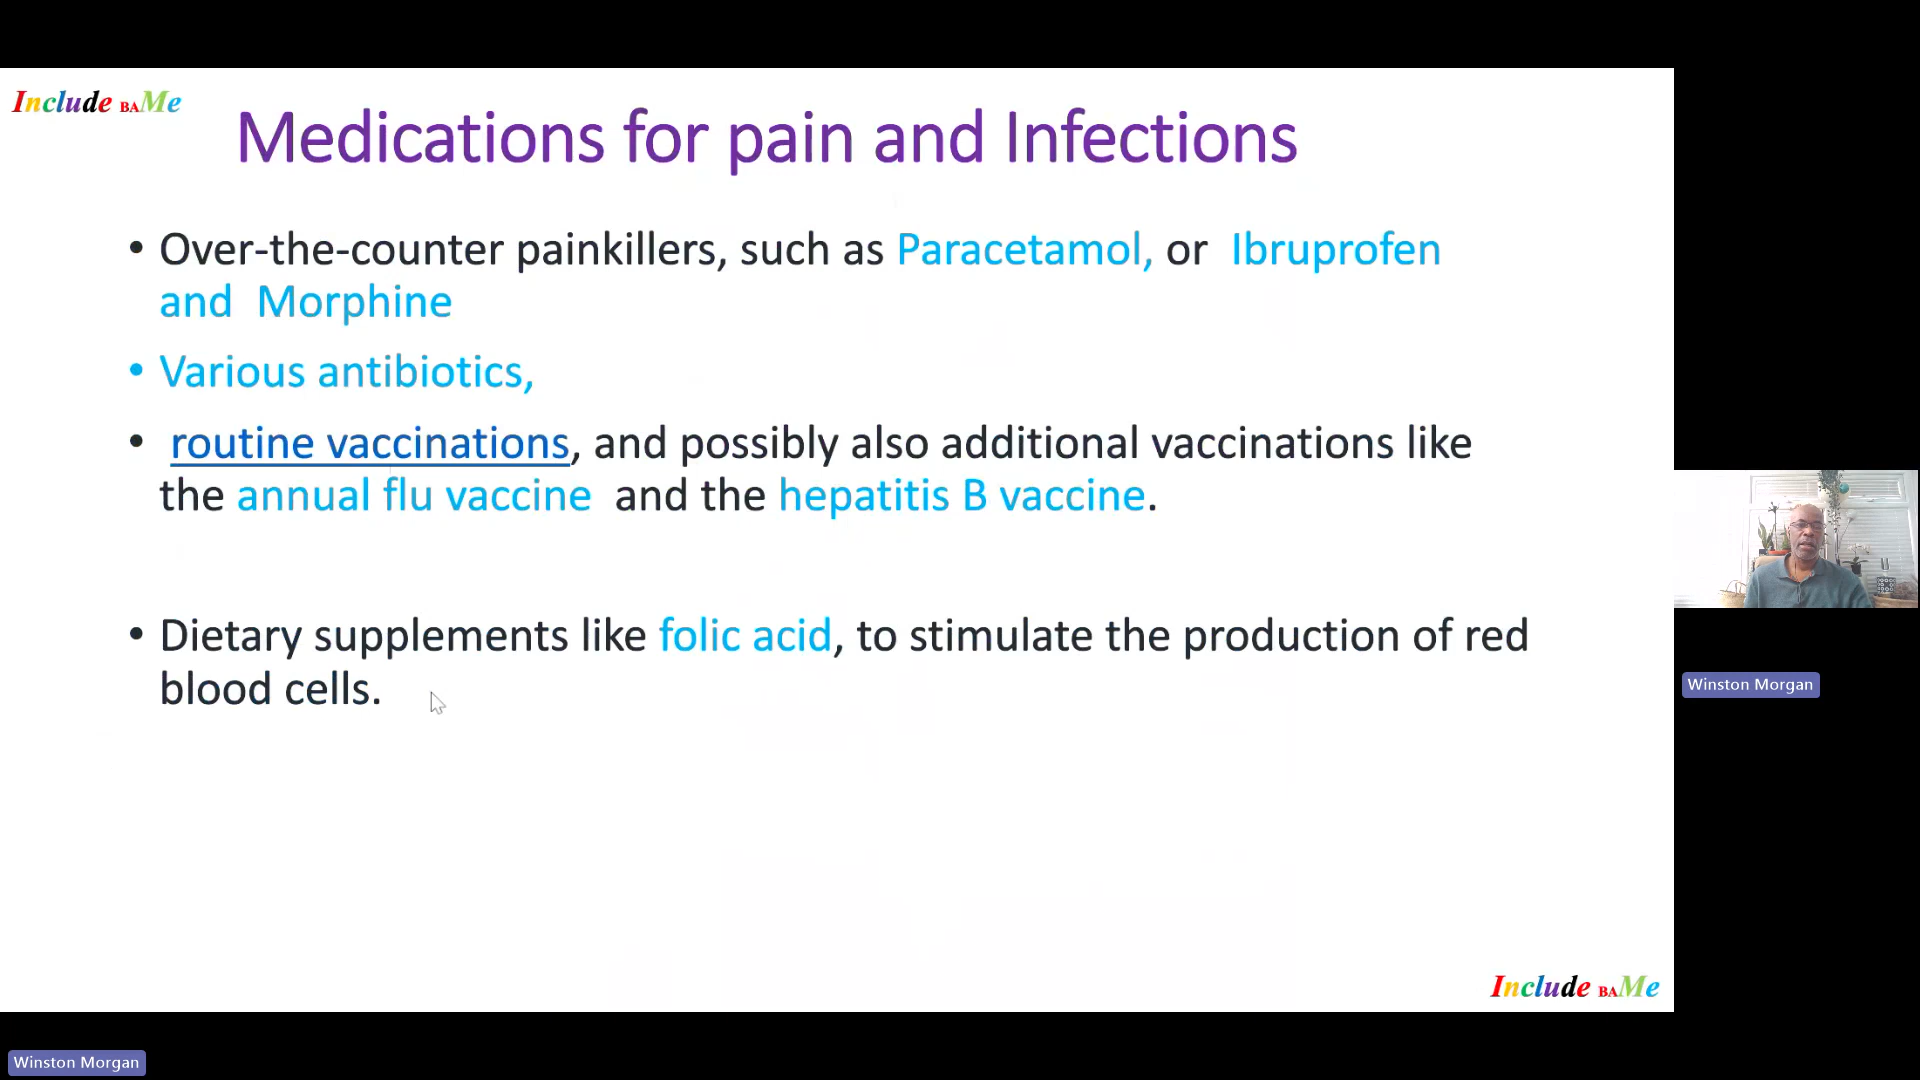 Include BAMe
Medications for pain and Infections
• Over-the-counter painkillers, such as Paracetamol, or Ibruprofen
and Morphine
• Various antibiotics,
• routine vaccinations, and possibly also additional vaccinations like
the annual flu vaccine and the hepatitis B vaccine.
• Dietary supplements like folic acid, to stimulate the production of red
blood cells.
Winston Morgan
Include BAMe
Winston Morgan